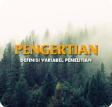 PENGERTIAN
DEFINISI VARIABEL PENELITIAN